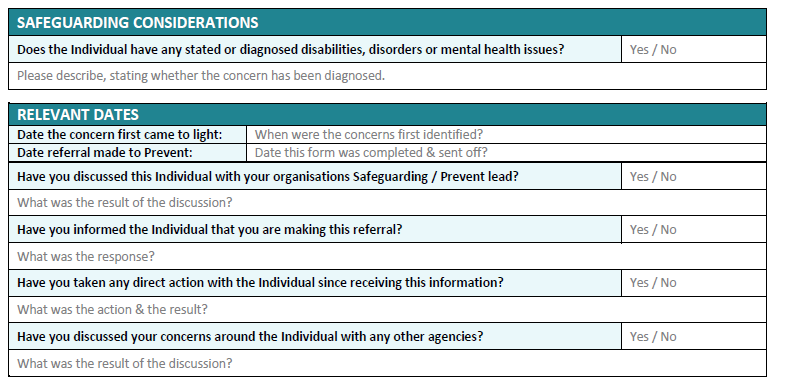 SAFEGUARDING CONSIDERATIONS
Does the Individual have any stated or diagnosed disabilities, disorders or mental health issues? Yes / No
Please describe, stating whether the concern has been diagnosed.
RELEVANT DATES
Date the concern first came to light: When were the concerns first identified?
Date referral made to Prevent: Date this form was completed & sent off?
Have you discussed this Individual with your organisations Safeguarding / Prevent lead? Yes / No
What was the result of the discussion?
Have you informed the Individual that you are making this referral? Yes / No
What was the response?
Have you taken any direct action with the Individual since receiving this information? Yes / No
What was the action & the result?
Have you discussed your concerns around the Individual with any other agencies? Yes / No
What was the result of the discussion?